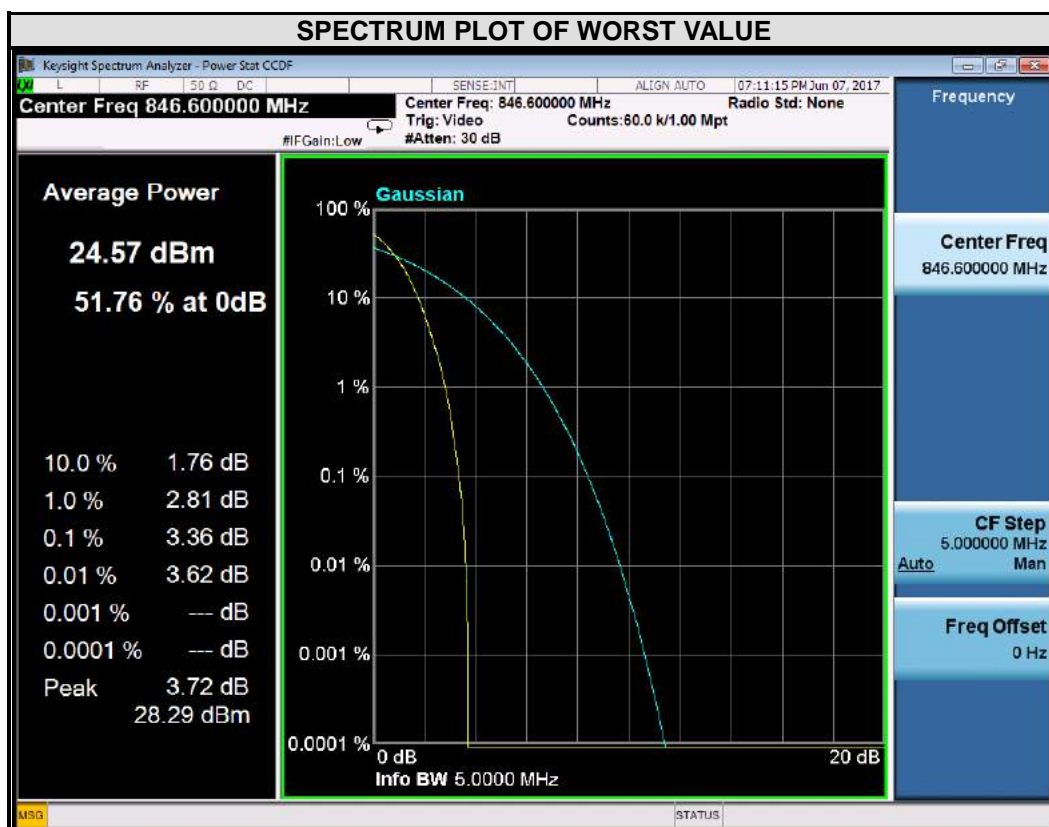 SPECTRUM PLOT OF WORST VALUE
Keysight Spectrum Analyzer - Power Stat CCDF
L RF 50 Ω DC SENSE:INT ALIGN AUTO 07:11:15 PM Jun 07, 2017
Center Freq 846.600000 MHz
Center Freq: 846.600000 MHz Radio Std: None
Trig: Video Counts:60.0 k/1.00 Mpt
#IFGain:Low #Atten: 30 dB
Frequency
Average Power
24.57 dBm
51.76 % at 0dB
10.0 % 1.76 dB
1.0 % 2.81 dB
0.1 % 3.36 dB
0.01 % 3.62 dB
0.001 % --- dB
0.0001 % --- dB
Peak 3.72 dB
28.29 dBm
Gaussian
100 %
10 %
1 %
0.1 %
0.01 %
0.001 %
0.0001 %
0 dB 20 dB
Info BW 5.0000 MHz
Center Freq
846.600000 MHz
CF Step
5.000000 MHz
Auto Man
Freq Offset
0 Hz
MSG STATUS